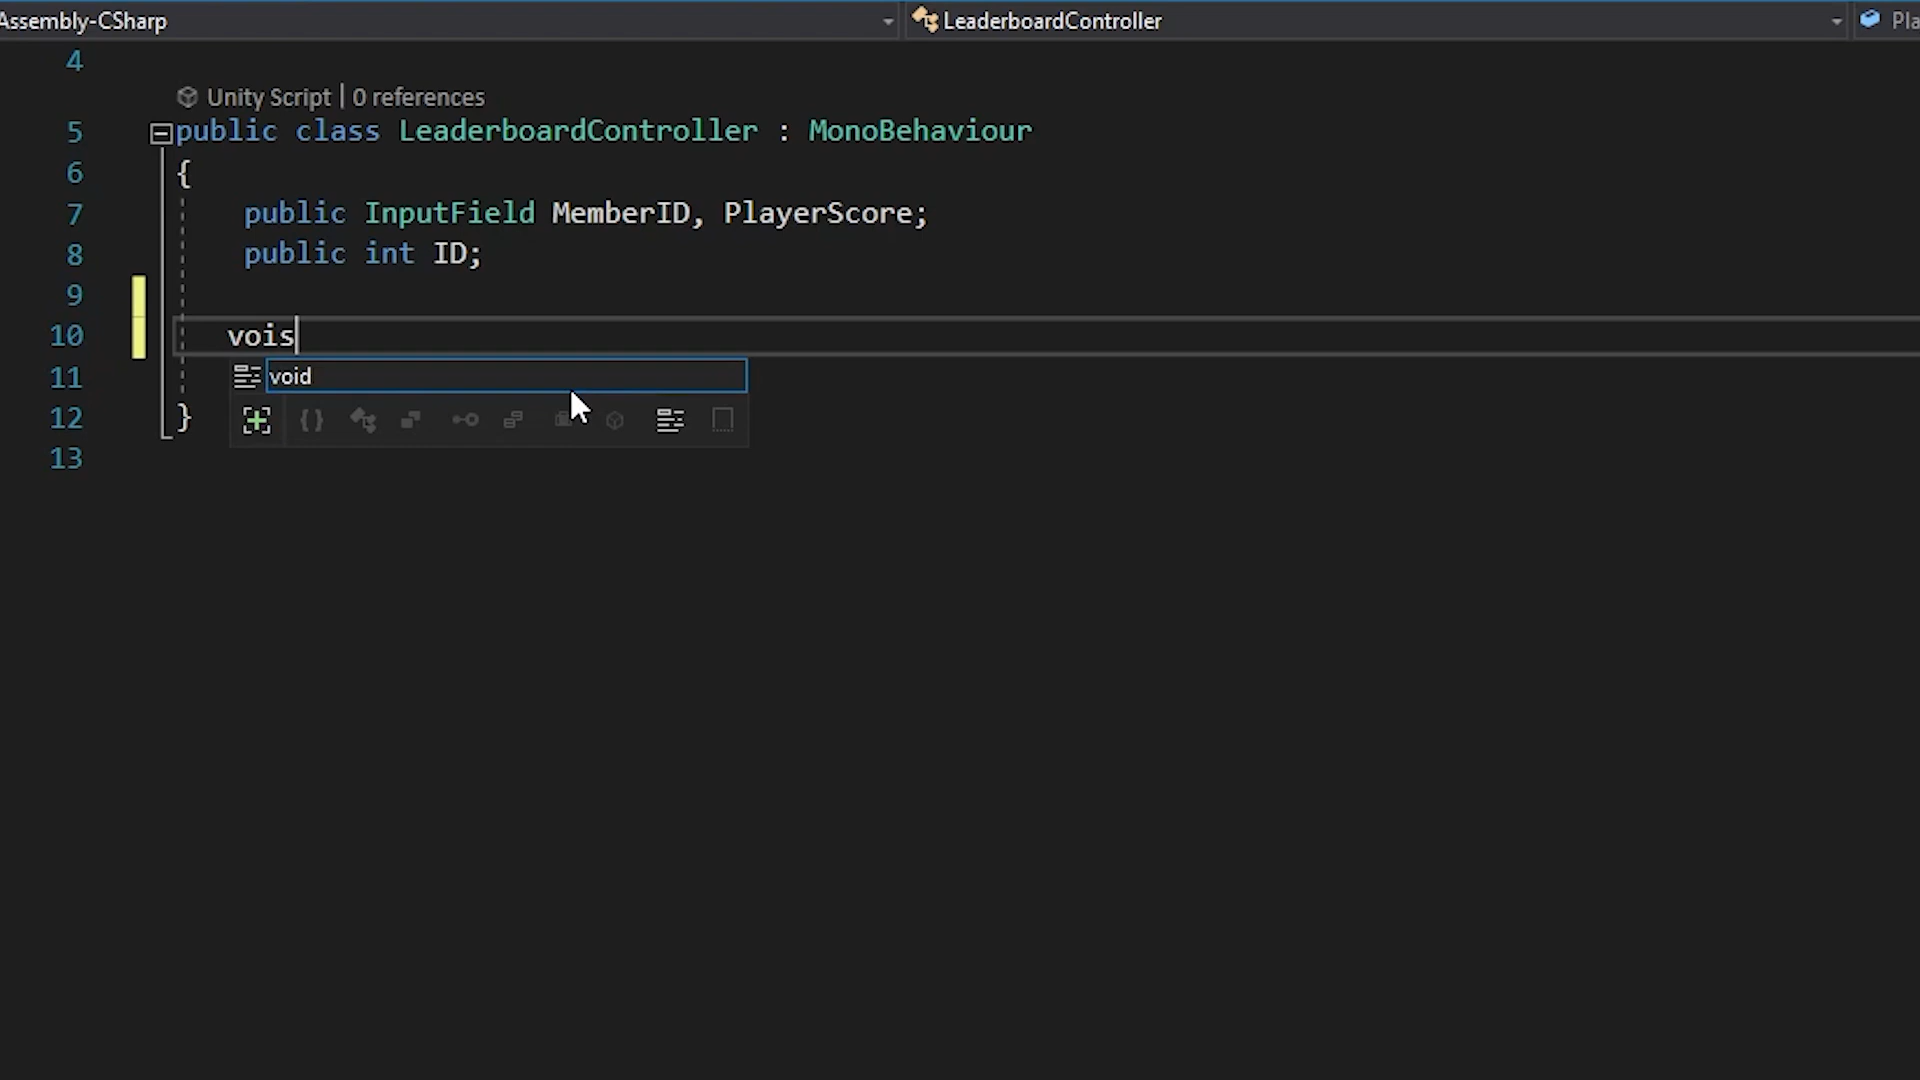 Assembly-CSharp LeaderboardController Pla
4
Unity Script | 0 references
5 public class LeaderboardController : MonoBehaviour
6 {
7 public InputField MemberID, PlayerScore;
8 public int ID;
9
10 vois
11 void
12 }
13